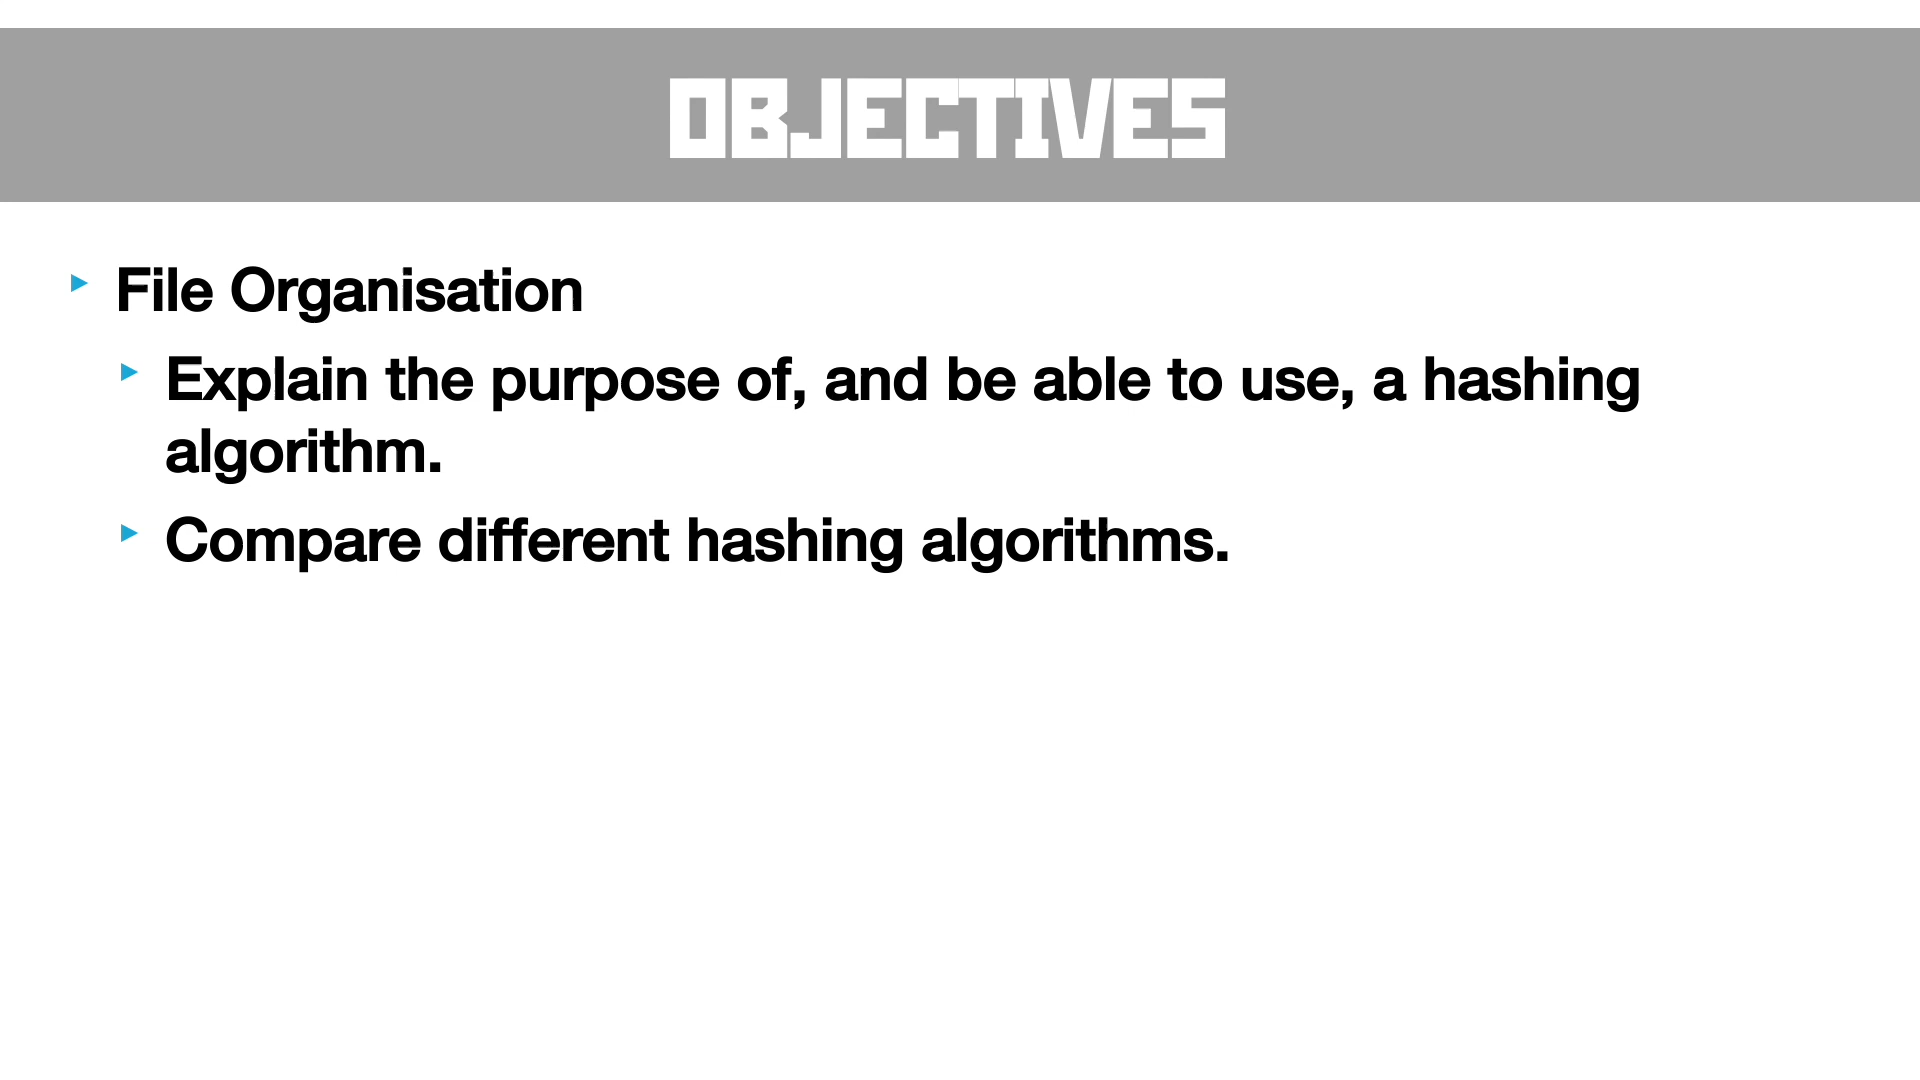 OBJECTIVES
File Organisation
Explain the purpose of, and be able to use, a hashing
algorithm.
Compare different hashing algorithms.